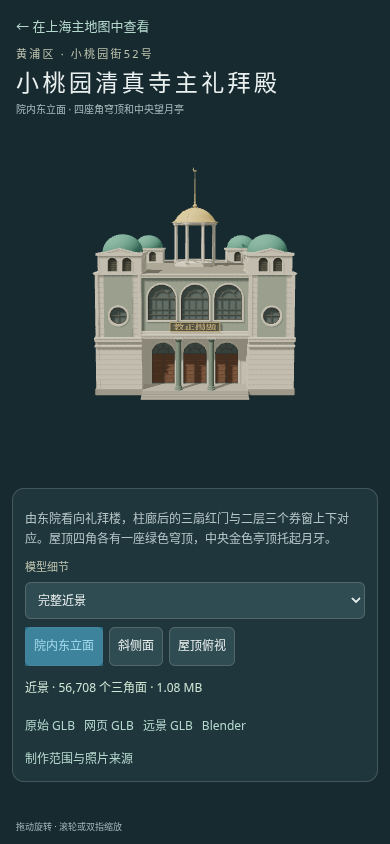 ← 在上海主地图中查看
黄浦区 · 小桃园街52号
小桃园清真寺主礼拜殿
院内东立面 · 四座角穹顶和中央望月亭
由东院看向礼拜楼，柱廊后的三扇红门与二层三个券窗上下对
应。屋顶四角各有一座绿色穹顶，中央金色亭顶托起月牙。
模型细节
完整近景
院内东立面 斜侧面 屋顶俯视
近景 · 56,708 个三角面 · 1.08 MB
原始 GLB 网页 GLB 远景 GLB Blender
制作范围与照片来源
拖动旋转 · 滚轮或双指缩放